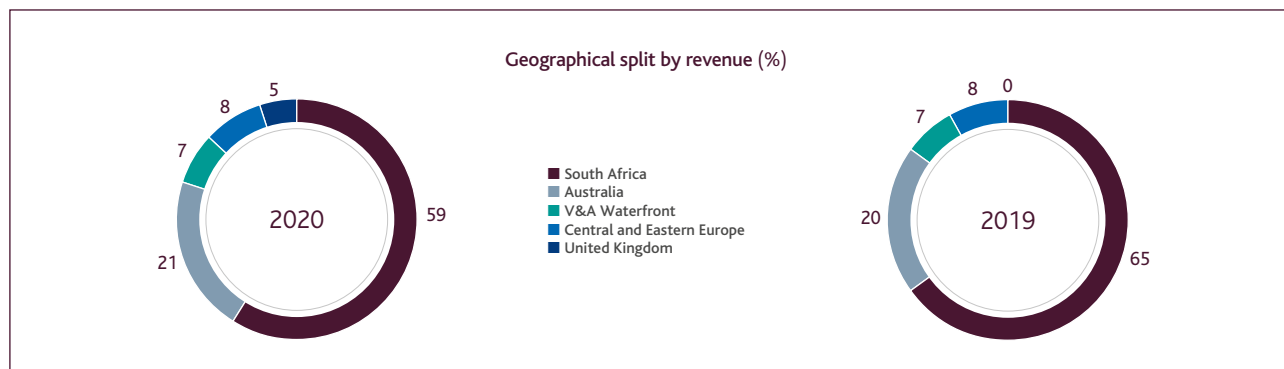 Geographical split by revenue (%)
5
8
7
21
59
2020
South Africa
Australia
V&A Waterfront
Central and Eastern Europe
United Kingdom
0
8
7
20
65
2019